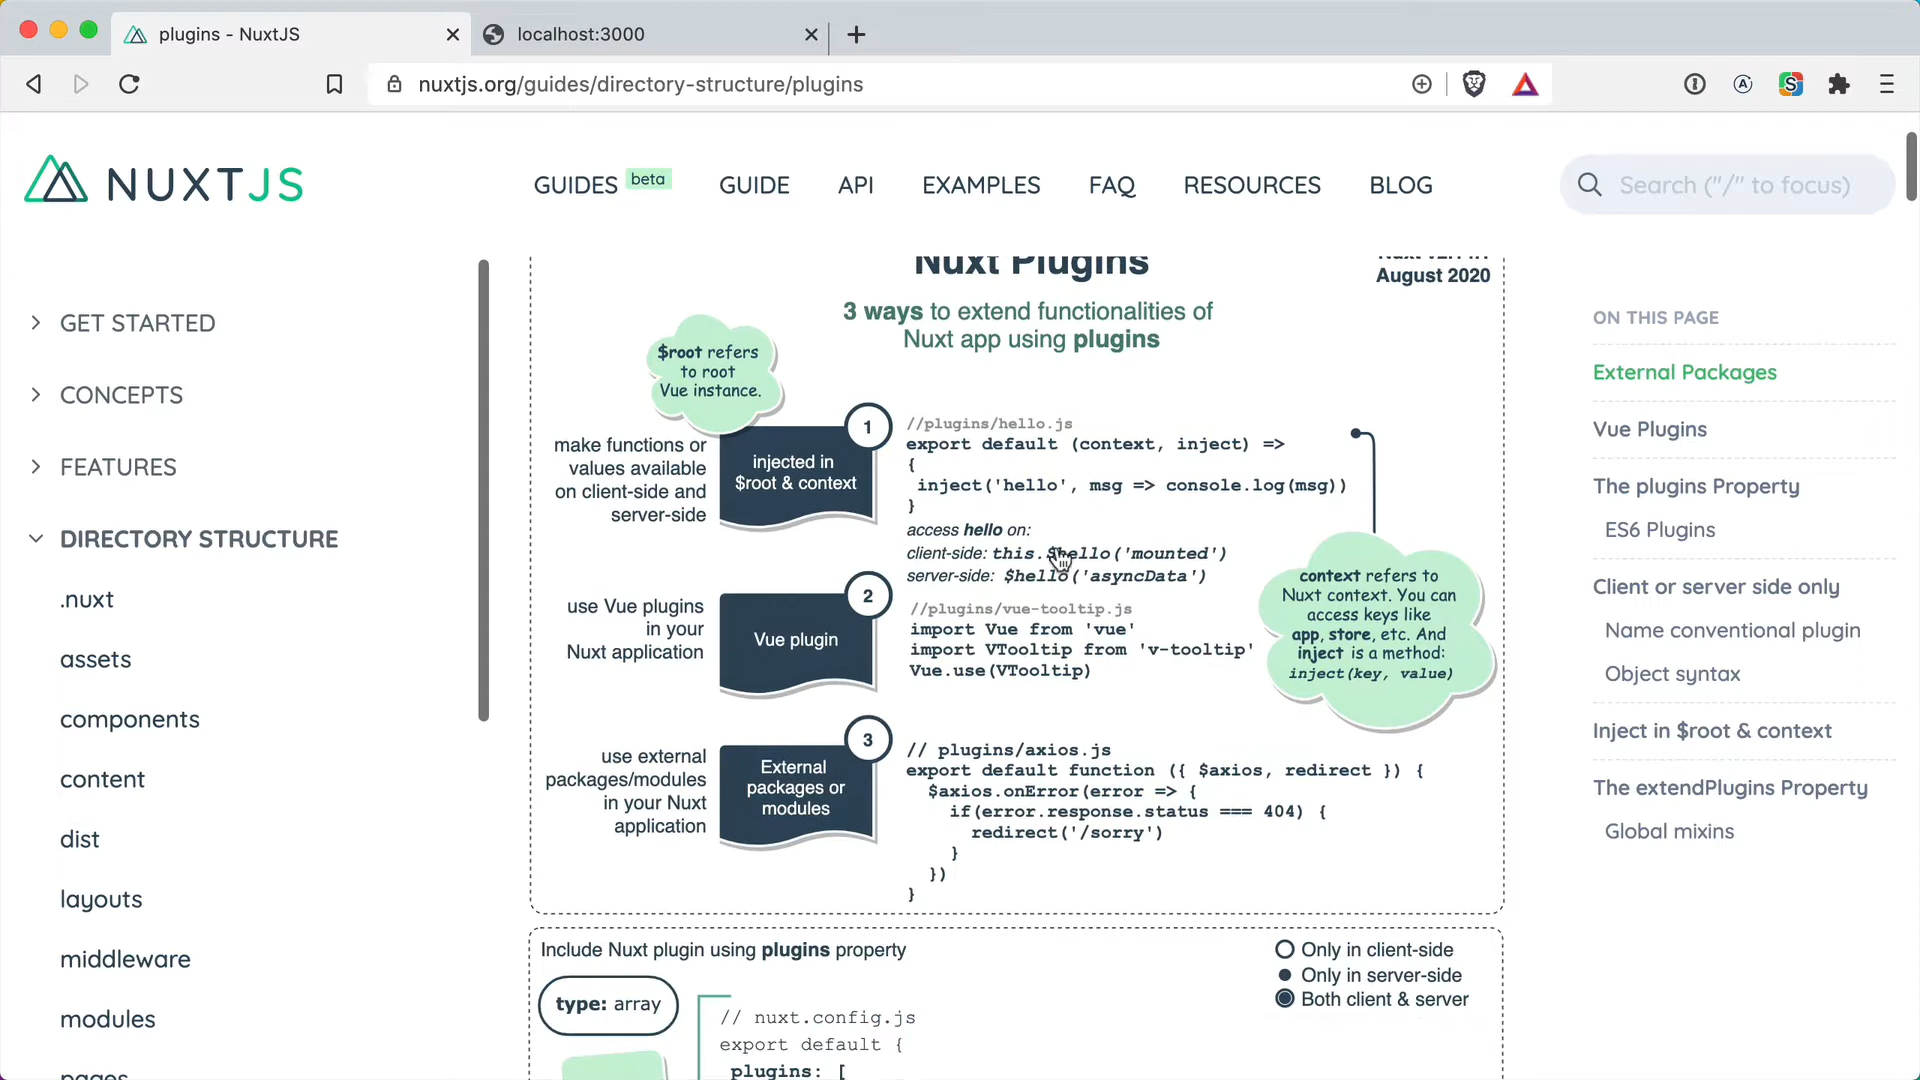 plugins - NuxtJS
localhost:3000
nuxtjs.org/guides/directory-structure/plugins
NUXTJS
GUIDES beta
GUIDE
API
EXAMPLES
FAQ
RESOURCES
BLOG
Search ("/" to focus)
GET STARTED
CONCEPTS
FEATURES
DIRECTORY STRUCTURE
.nuxt
assets
components
content
dist
layouts
middleware
modules
pages
Nuxt Plugins
August 2020
3 ways to extend functionalities of
Nuxt app using plugins
$root refers
to root
Vue instance.
make functions or
values available
on client-side and
server-side
injected in
$root & context
1
//plugins/hello.js
export default (context, inject) =>
{
inject('hello', msg => console.log(msg))
}
access hello on:
client-side: this.$hello('mounted')
server-side: $hello('asyncData')
context refers to
Nuxt context. You can
access keys like
app, store, etc. And
inject is a method:
inject(key, value)
use Vue plugins
in your
Nuxt application
Vue plugin
2
//plugins/vue-tooltip.js
import Vue from 'vue'
import VTooltip from 'v-tooltip'
Vue.use(VTooltip)
use external
packages/modules
in your Nuxt
application
External
packages or
modules
3
// plugins/axios.js
export default function ({ $axios, redirect }) {
$axios.onError(error => {
if(error.response.status === 404) {
redirect('/sorry')
}
})
}
Include Nuxt plugin using plugins property
Only in client-side
Only in server-side
Both client & server
type: array
// nuxt.config.js
export default {
plugins: [
ON THIS PAGE
External Packages
Vue Plugins
The plugins Property
ES6 Plugins
Client or server side only
Name conventional plugin
Object syntax
Inject in $root & context
The extendPlugins Property
Global mixins